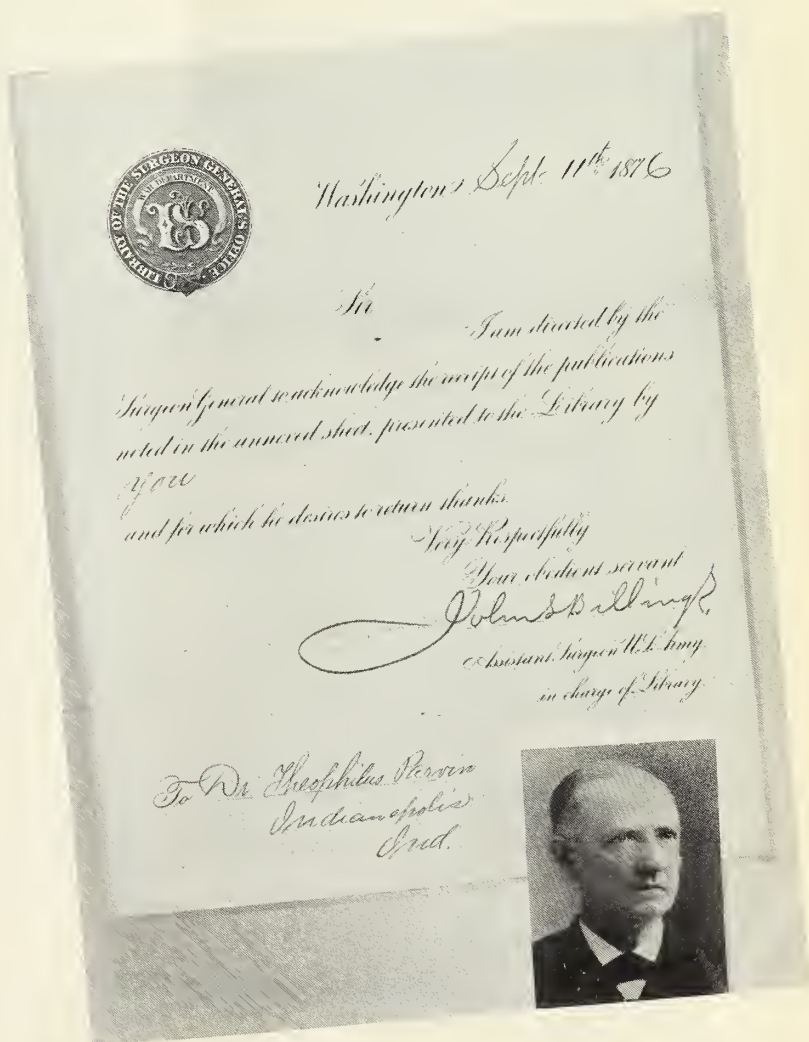 LIBRARY OF THE SURGEON GENERAL'S OFFICE
WAR DEPARTMENT
Washington, Sept. 11th 1876
Sir
I am directed by the
Surgeon General to acknowledge the receipt of the publications
noted in the annexed sheet, presented to the Library by
you
and for which he desires to return thanks.
Very Respectfully
Your obedient servant
John S Billings,
Assistant Surgeon U.S. Army
in charge of Library.
To Dr. Theophilus Parvin
Indianapolis
Ind.